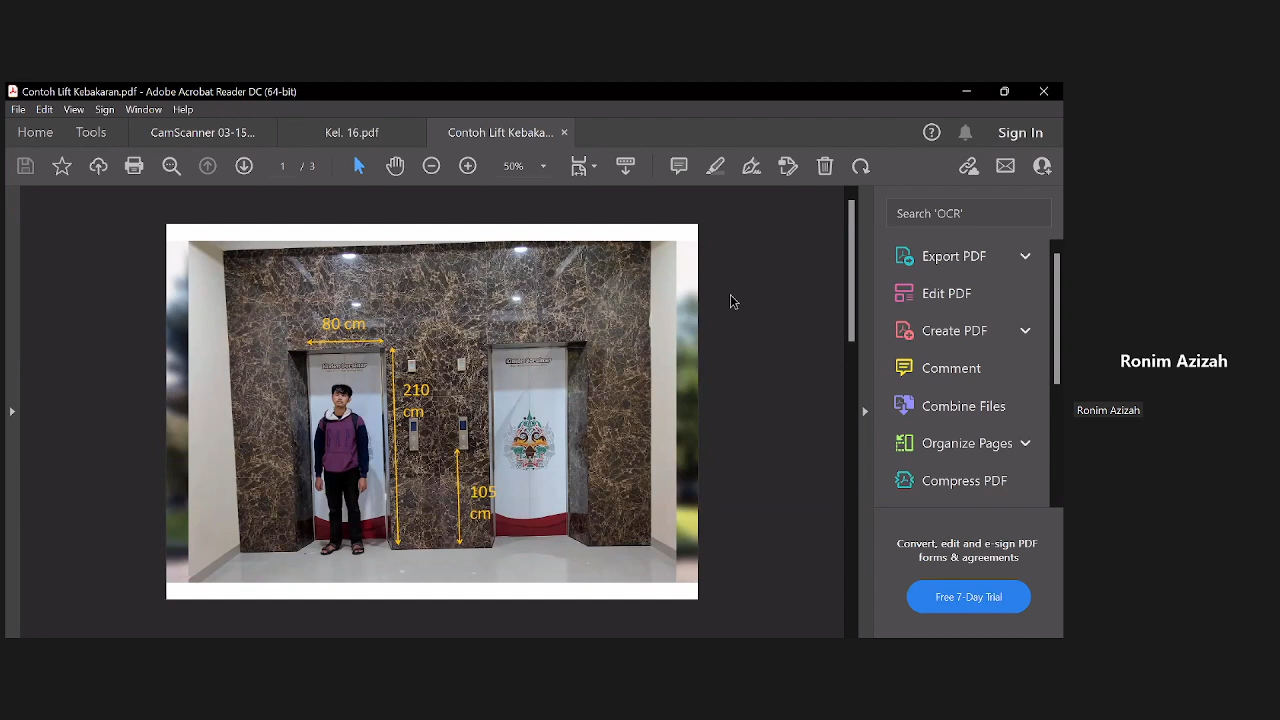 Contoh Lift Kebakaran.pdf - Adobe Acrobat Reader DC (64-bit)
File Edit View Sign Window Help
Home Tools CamScanner 03-15... Kel. 16.pdf Contoh Lift Kebaka... × Sign In
1 / 3 50%
Search 'OCR'
Export PDF
Edit PDF
Create PDF
Comment
Combine Files
Organize Pages
Compress PDF
Convert, edit and e-sign PDF
forms & agreements
Free 7-Day Trial
80 cm
210
cm
105
cm
Ronim Azizah
Ronim Azizah